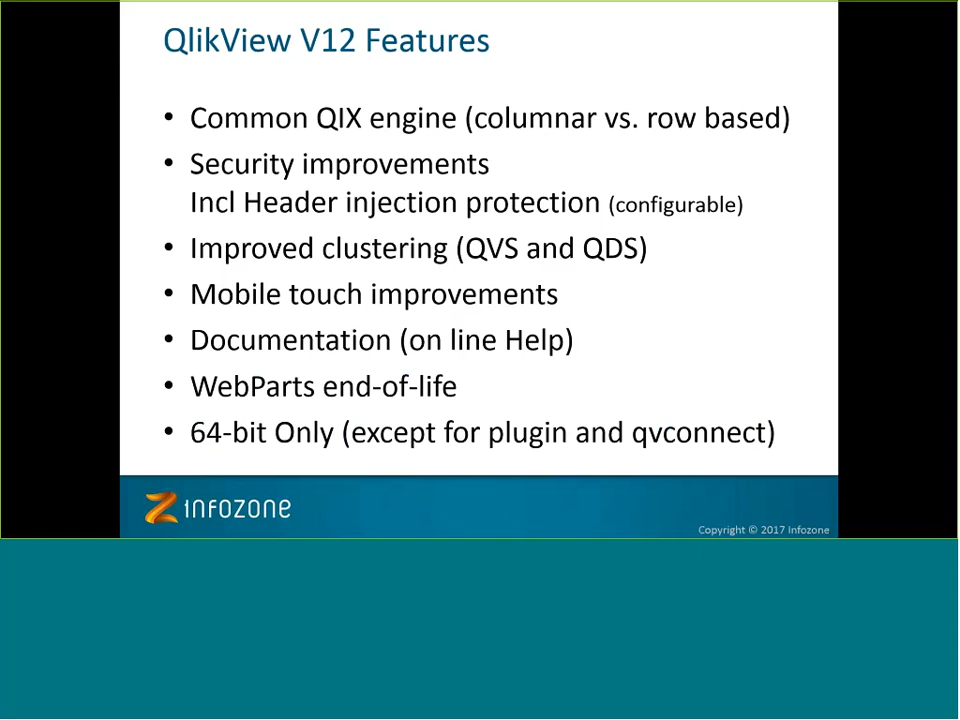 QlikView V12 Features
• Common QIX engine (columnar vs. row based)
• Security improvements
Incl Header injection protection (configurable)
• Improved clustering (QVS and QDS)
• Mobile touch improvements
• Documentation (on line Help)
• WebParts end-of-life
• 64-bit Only (except for plugin and qvconnect)
infozone
Copyright © 2017 Infozone